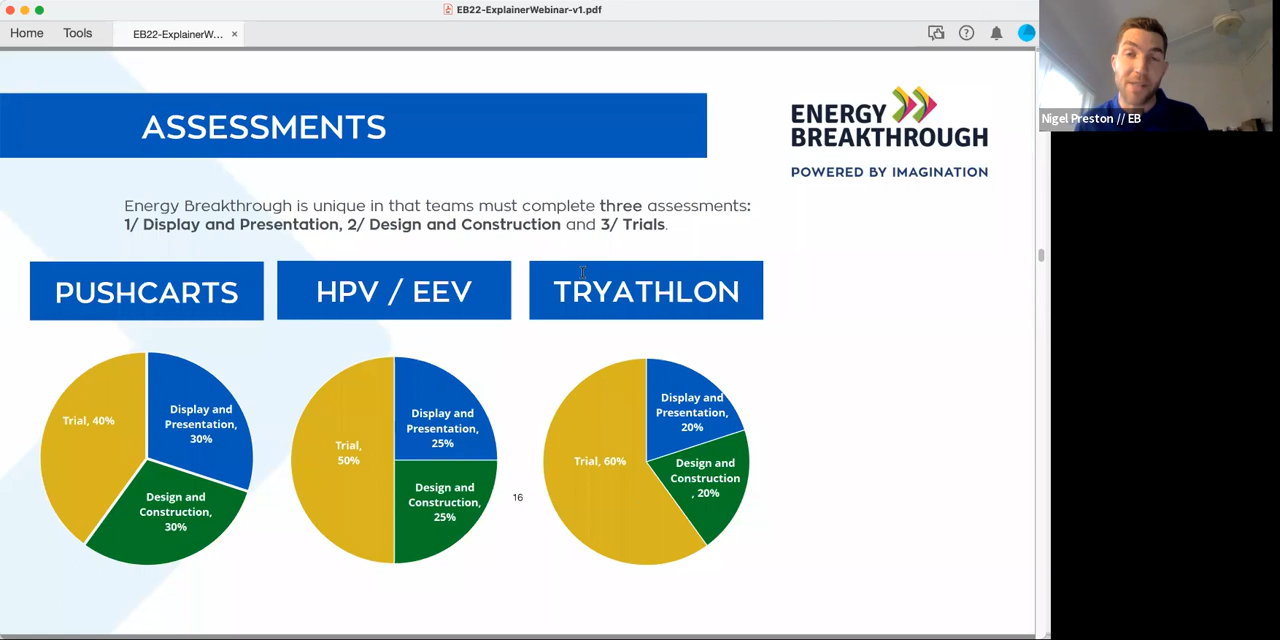 EB22-ExplainerWebinar-v1.pdf
Home
Tools
EB22-ExplainerW...
Nigel Preston // EB
ASSESSMENTS
ENERGY
BREAKTHROUGH
POWERED BY IMAGINATION
Energy Breakthrough is unique in that teams must complete three assessments:
1/ Display and Presentation, 2/ Design and Construction and 3/ Trials.
PUSHCARTS
HPV / EEV
TRYATHLON
Trial, 40%
Display and
Presentation,
30%
Design and
Construction,
30%
Trial,
50%
Display and
Presentation,
25%
Design and
Construction,
25%
Trial, 60%
Display and
Presentation,
20%
Design and
Construction
, 20%
16